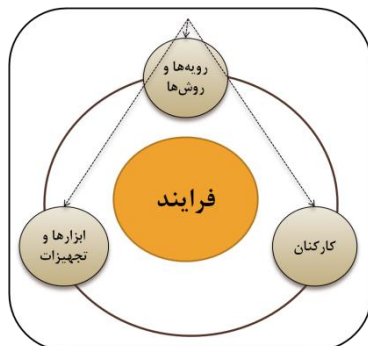 رویه‌ها و
روش‌ها
فرایند
ابزارها و
تجهیزات
کارکنان